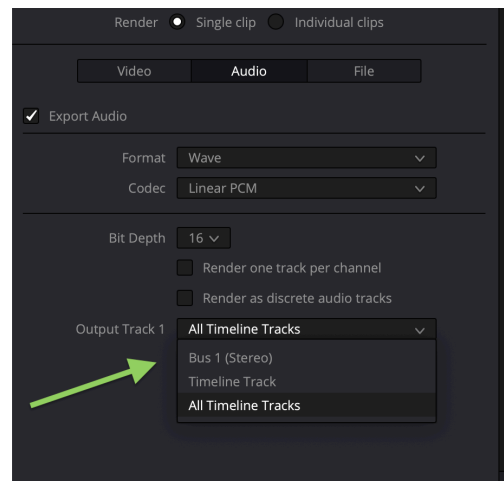 Render Single clip Individual clips
Video Audio File
Export Audio
Format Wave
Codec Linear PCM
Bit Depth 16
Render one track per channel
Render as discrete audio tracks
Output Track 1 All Timeline Tracks
Bus 1 (Stereo)
Timeline Track
All Timeline Tracks